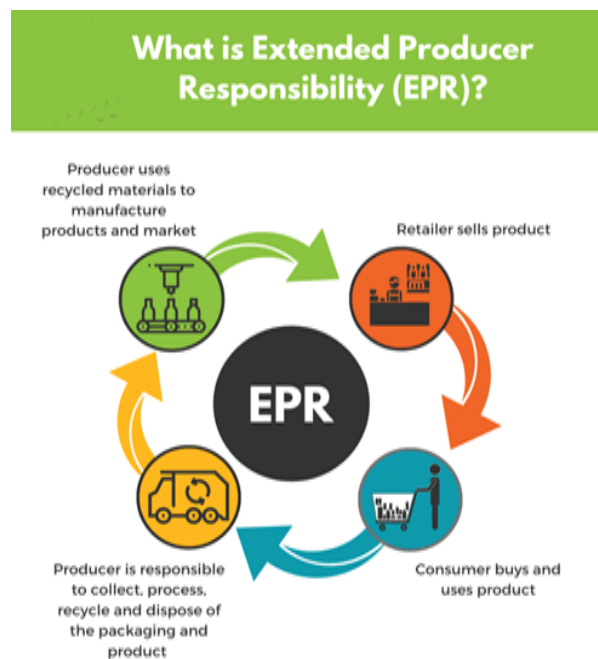 What is Extended Producer
Responsibility (EPR)?
Producer uses
recycled materials to
manufacture
products and market
Retailer sells product
EPR
Consumer buys and
uses product
Producer is responsible
to collect, process,
recycle and dispose of
the packaging and
product